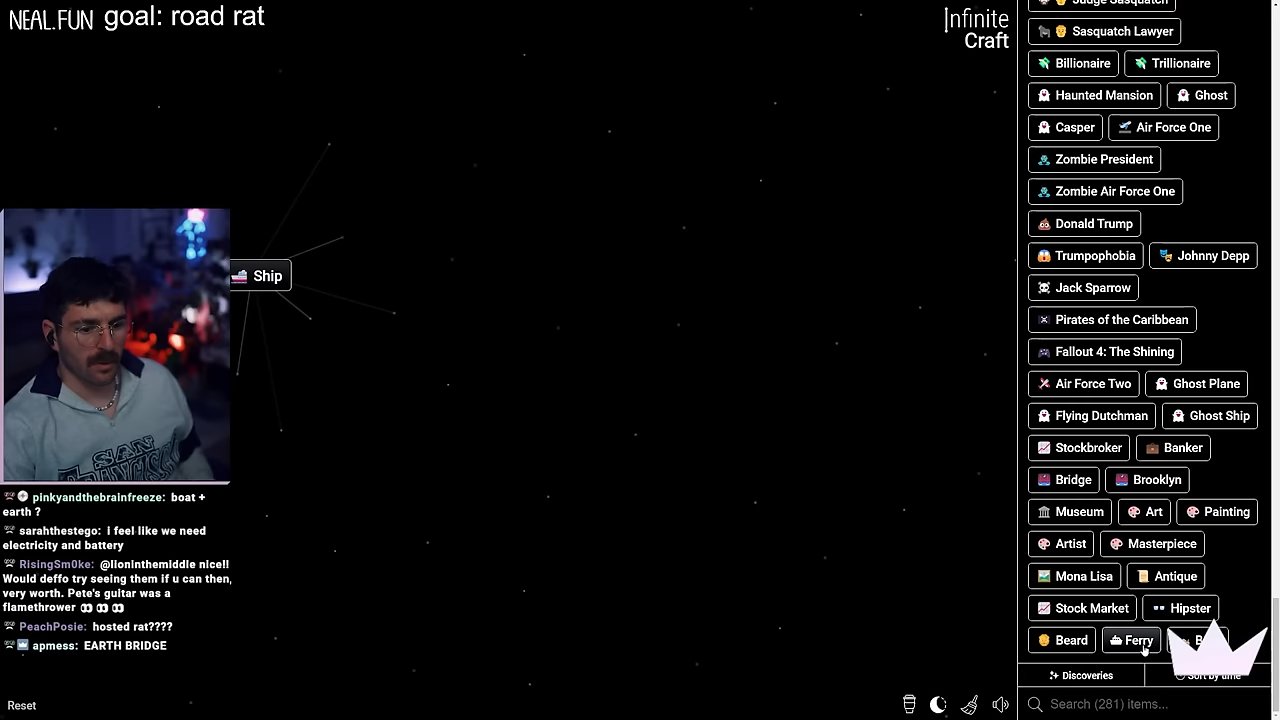 NEAL.FUN goal: road rat
Infinite
Craft
Ship
pinkyandthebrainfreeze: boat +
earth ?
sarahthestego: i feel like we need
electricity and battery
RisingSm0ke: @lioninthemiddle nice!!
Would deffo try seeing them if u can then,
very worth. Pete's guitar was a
flamethrower
PeachPosie: hosted rat????
apmess: EARTH BRIDGE
Reset
Judge Sasquatch
Sasquatch Lawyer
Billionaire Trillionaire
Haunted Mansion Ghost
Casper Air Force One
Zombie President
Zombie Air Force One
Donald Trump
Trumpophobia Johnny Depp
Jack Sparrow
Pirates of the Caribbean
Fallout 4: The Shining
Air Force Two Ghost Plane
Flying Dutchman Ghost Ship
Stockbroker Banker
Bridge Brooklyn
Museum Art Painting
Artist Masterpiece
Mona Lisa Antique
Stock Market Hipster
Beard Ferry
Discoveries Sort by time
Search (281) items...